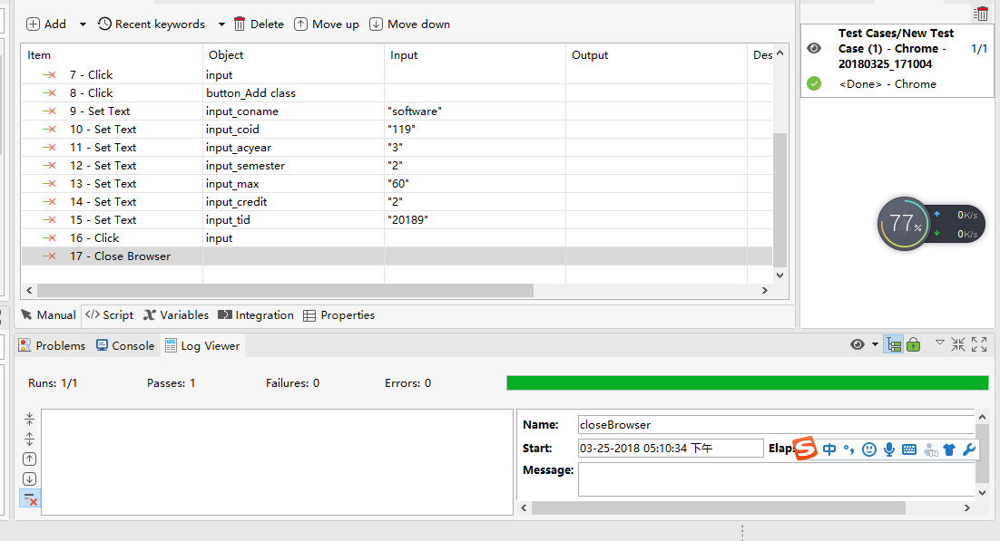 Add Recent keywords Delete Move up Move down
Item Object Input Output Des
7 - Click input
8 - Click button_Add class
9 - Set Text input_coname "software"
10 - Set Text input_coid "119"
11 - Set Text input_acyear "3"
12 - Set Text input_semester "2"
13 - Set Text input_max "60"
14 - Set Text input_credit "2"
15 - Set Text input_tid "20189"
16 - Click input
17 - Close Browser
Manual </> Script Variables Integration Properties
Test Cases/New Test
Case (1) - Chrome -
20180325_171004
1/1
<Done> - Chrome
77%
0K/s
0K/s
Problems Console Log Viewer
Runs: 1/1 Passes: 1 Failures: 0 Errors: 0
Name: closeBrowser
Start: 03-25-2018 05:10:34 下午 Elap
S 中
Message: